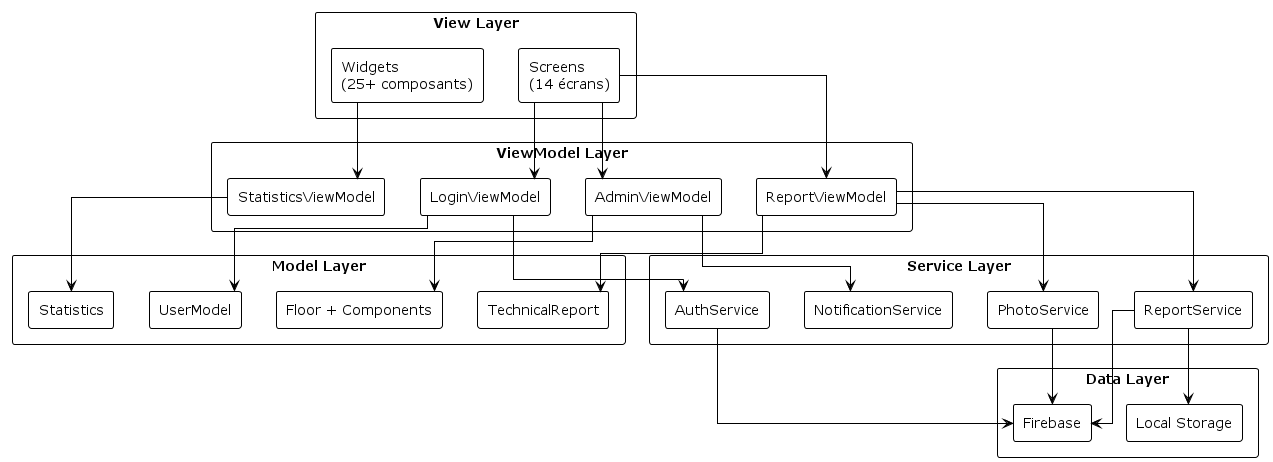 View Layer
Widgets
(25+ composants)
Screens
(14 écrans)
ViewModel Layer
StatisticsViewModel
LoginViewModel
AdminViewModel
ReportViewModel
Model Layer
Service Layer
Statistics
UserModel
Floor + Components
TechnicalReport
AuthService
NotificationService
PhotoService
ReportService
Data Layer
Firebase
Local Storage